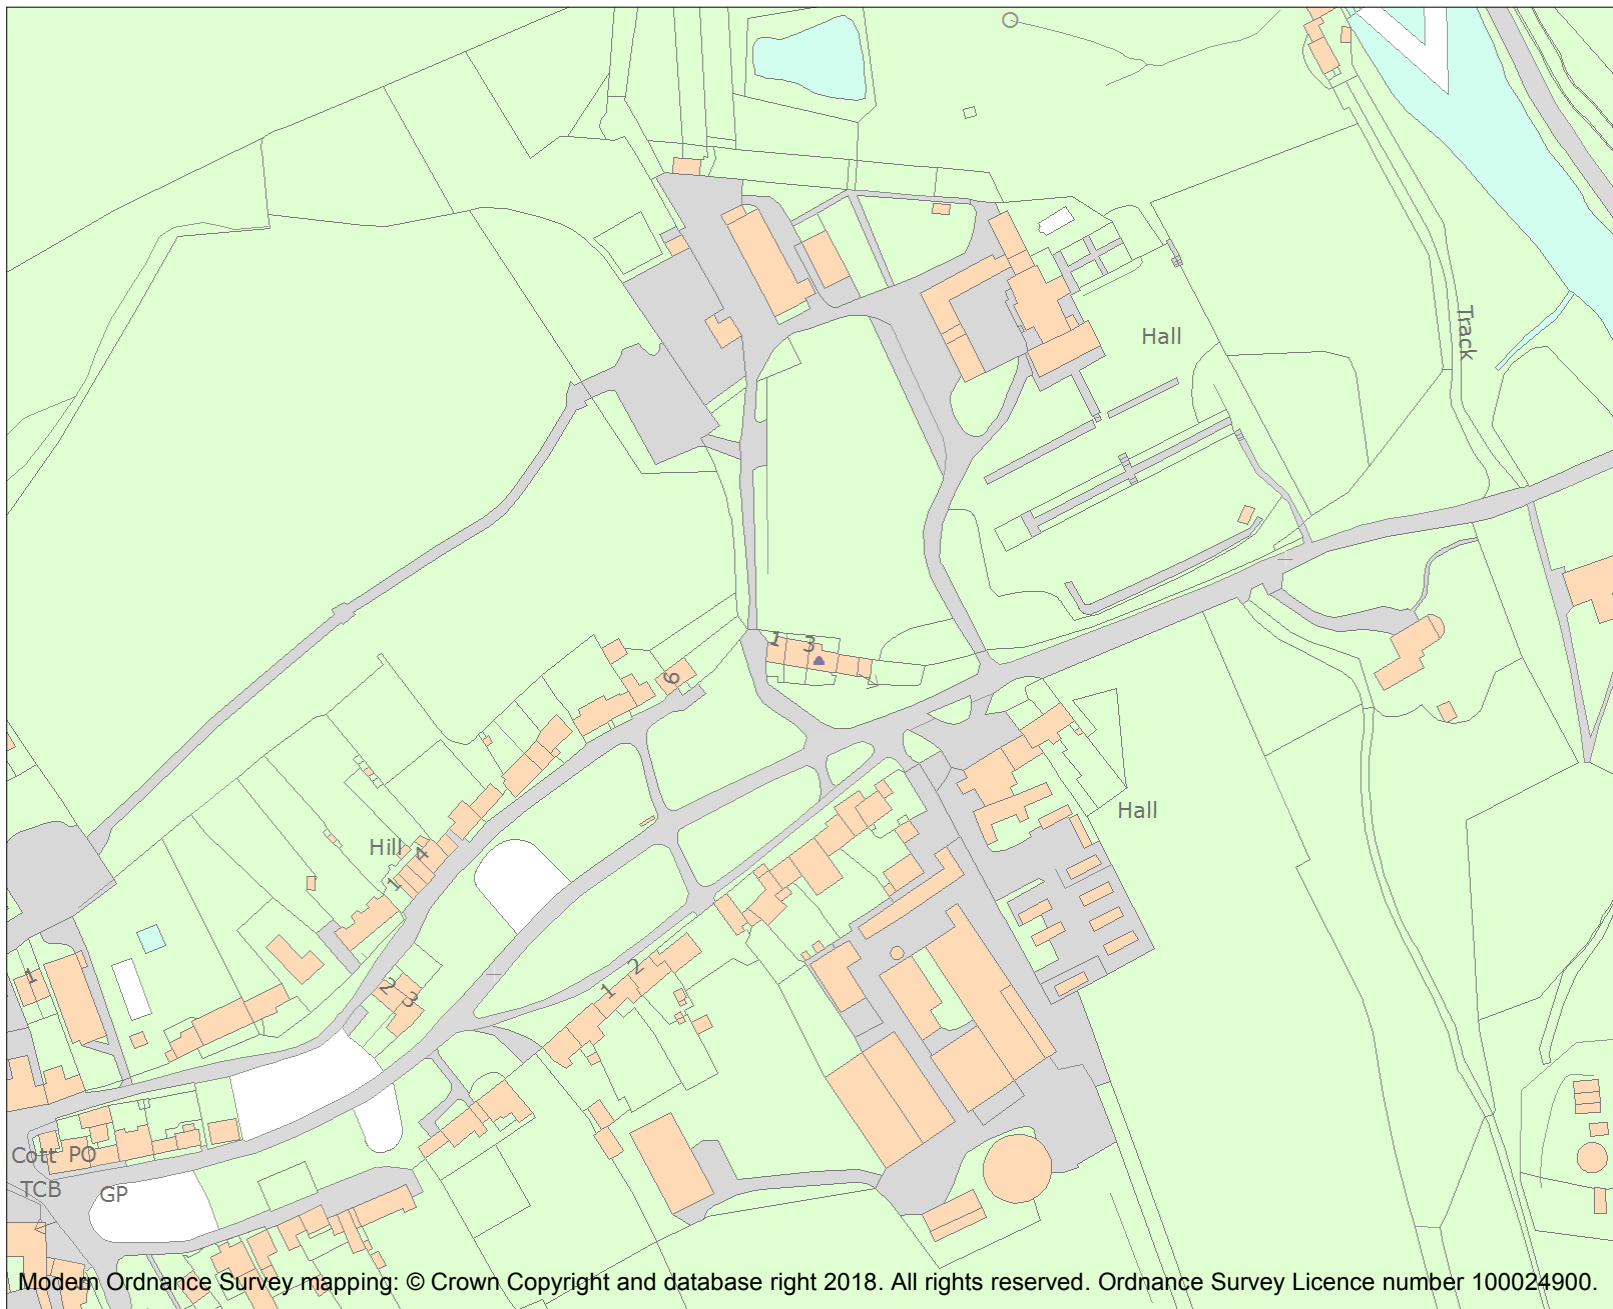 Hall
Track
1 3
6
Hall
Hill
1 4
1
2 3
1 2
Cott PO
TCB
GP
Modern Ordnance Survey mapping: © Crown Copyright and database right 2018. All rights reserved. Ordnance Survey Licence number 100024900.